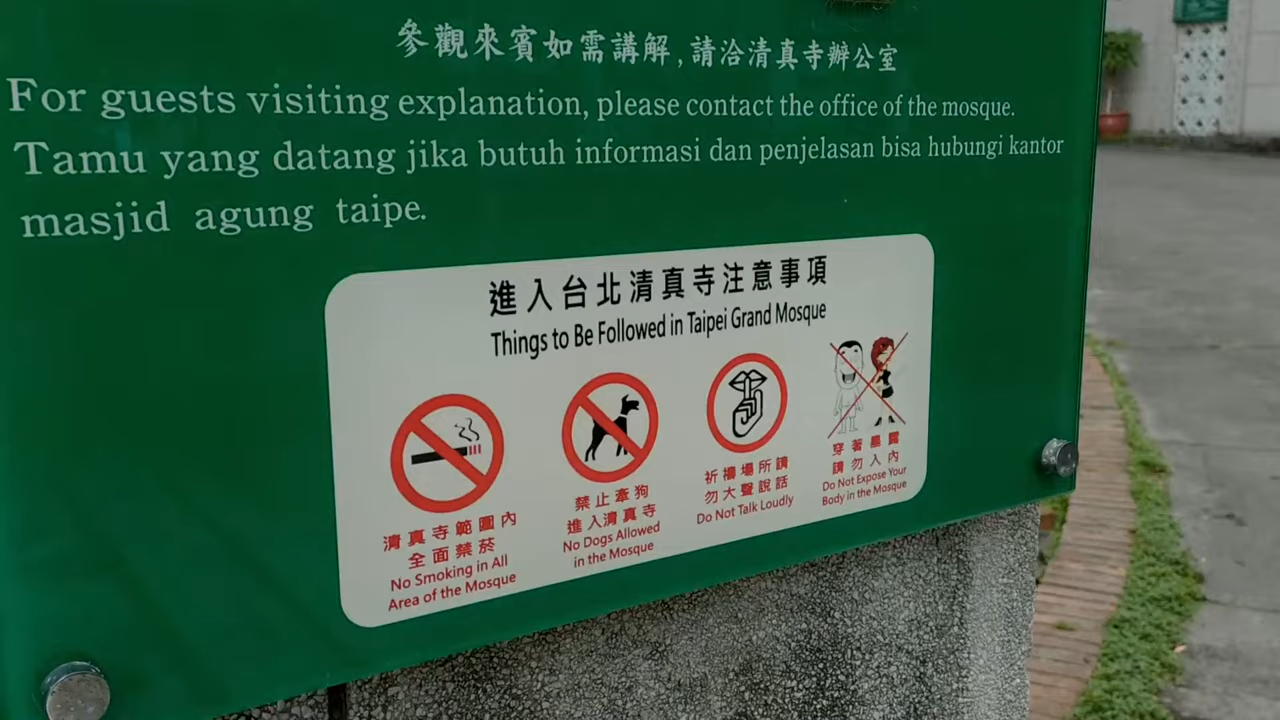 參觀來賓如需講解,請洽清真寺辦公室
For guests visiting explanation, please contact the office of the mosque.
Tamu yang datang jika butuh informasi dan penjelasan bisa hubungi kantor
masjid agung taipe.
進入台北清真寺注意事項
Things to Be Followed in Taipei Grand Mosque
清真寺範圍內
全面禁菸
No Smoking in All
Area of the Mosque
禁止牽狗
進入清真寺
No Dogs Allowed
in the Mosque
祈禱場所請
勿大聲說話
Do Not Talk Loudly
穿著暴露
請勿入內
Do Not Expose Your
Body in the Mosque